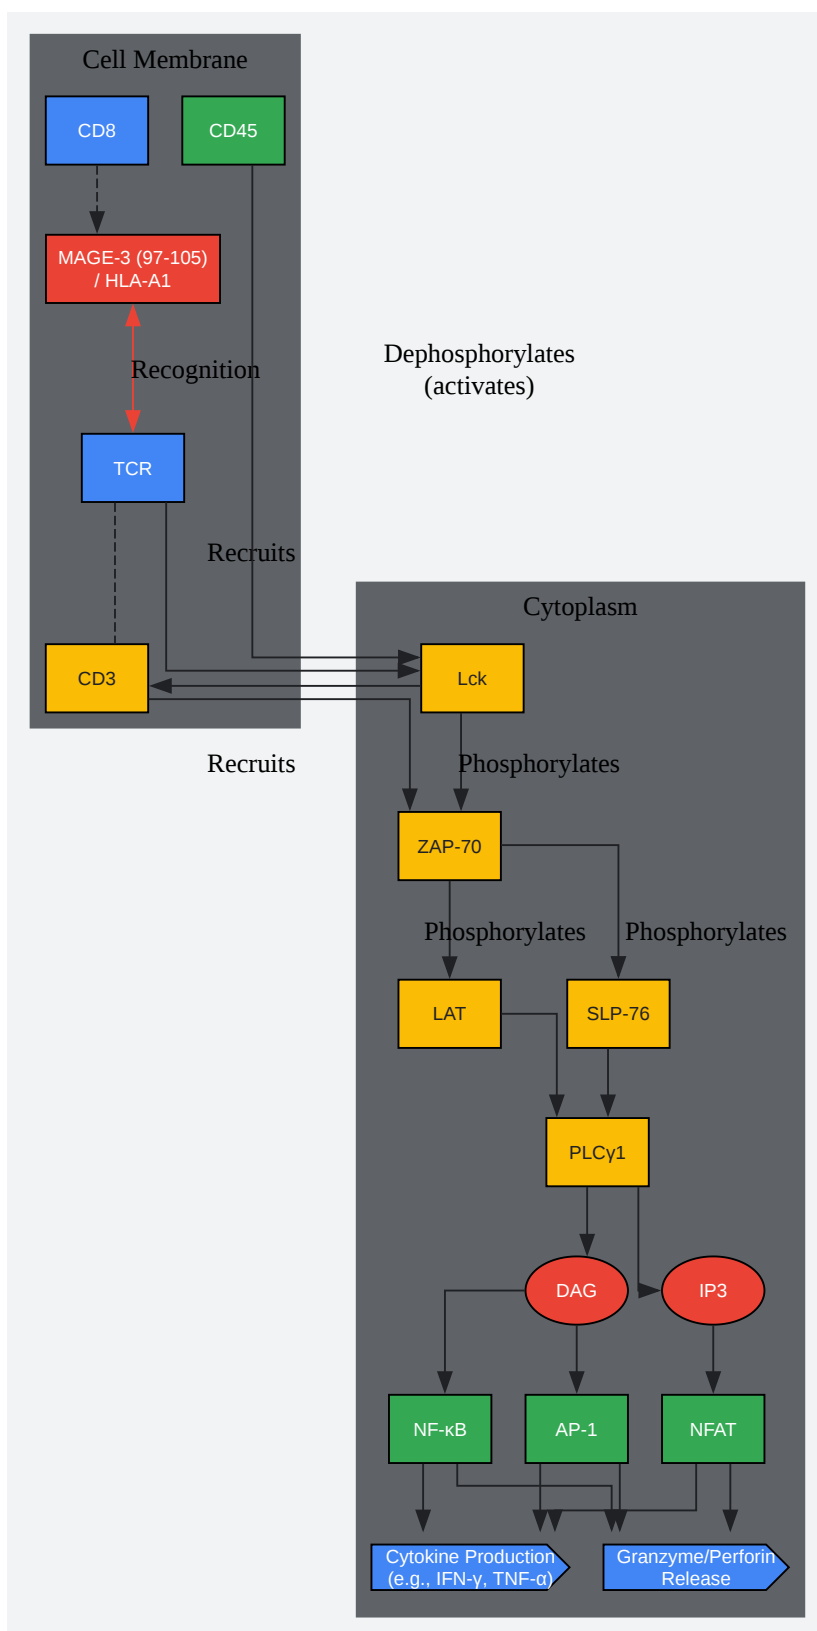 Cell Membrane
CD8
CD45
MAGE-3 (97-105)
/ HLA-A1
Dephosphorylates
(activates)
Recognition
TCR
Recruits
Cytoplasm
CD3
Lck
Recruits
Phosphorylates
ZAP-70
Phosphorylates
Phosphorylates
LAT
SLP-76
PLCγ1
DAG
IP3
NF-κB
AP-1
NFAT
Cytokine Production
(e.g., IFN-γ, TNF-α)
Granzyme/Perforin
Release